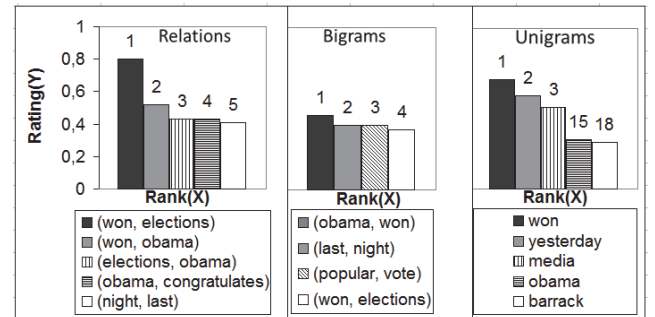 Relations
Bigrams
Unigrams
Rating(Y)
1
0,8
0,6
0,4
0,2
0
1
2
3
4
5
1
2
3
4
1
2
3
15
18
Rank(X)
Rank(X)
Rank(X)
(won, elections)
(won, obama)
(elections, obama)
(obama, congratulates)
(night, last)
(obama, won)
(last, night)
(popular, vote)
(won, elections)
won
yesterday
media
obama
barrack